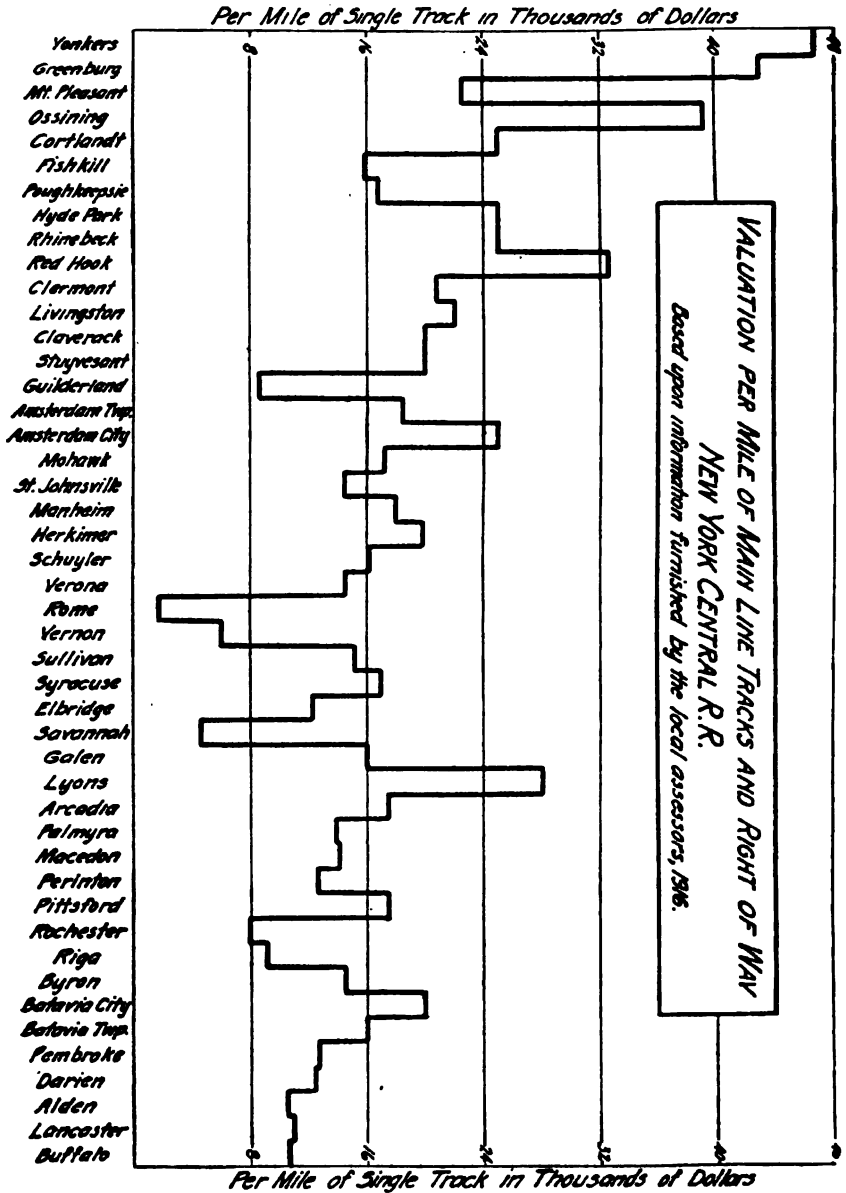 Per Mile of Single Track in Thousands of Dollars
8 16 24 32 40
Yonkers
Greenburg
Mt. Pleasant
Ossining
Cortlandt
Fishkill
Poughkeepsie
Hyde Park
Rhinebeck
Red Hook
Clermont
Livingston
Claverack
Stuyvesant
Guilderland
Amsterdam Twp.
Amsterdam City
Mohawk
St. Johnsville
Manheim
Herkimer
Schuyler
Verona
Rome
Vernon
Sullivan
Syracuse
Elbridge
Savannah
Galen
Lyons
Arcadia
Palmyra
Macedon
Perinton
Pittsford
Rochester
Riga
Byron
Batavia City
Batavia Twp.
Pembroke
Darien
Alden
Lancaster
Buffalo
VALUATION PER MILE OF MAIN LINE TRACKS AND RIGHT OF WAY
NEW YORK CENTRAL R.R.
Based upon information furnished by the local assessors, 1916.
8 16 24 32 40
Per Mile of Single Track in Thousands of Dollars